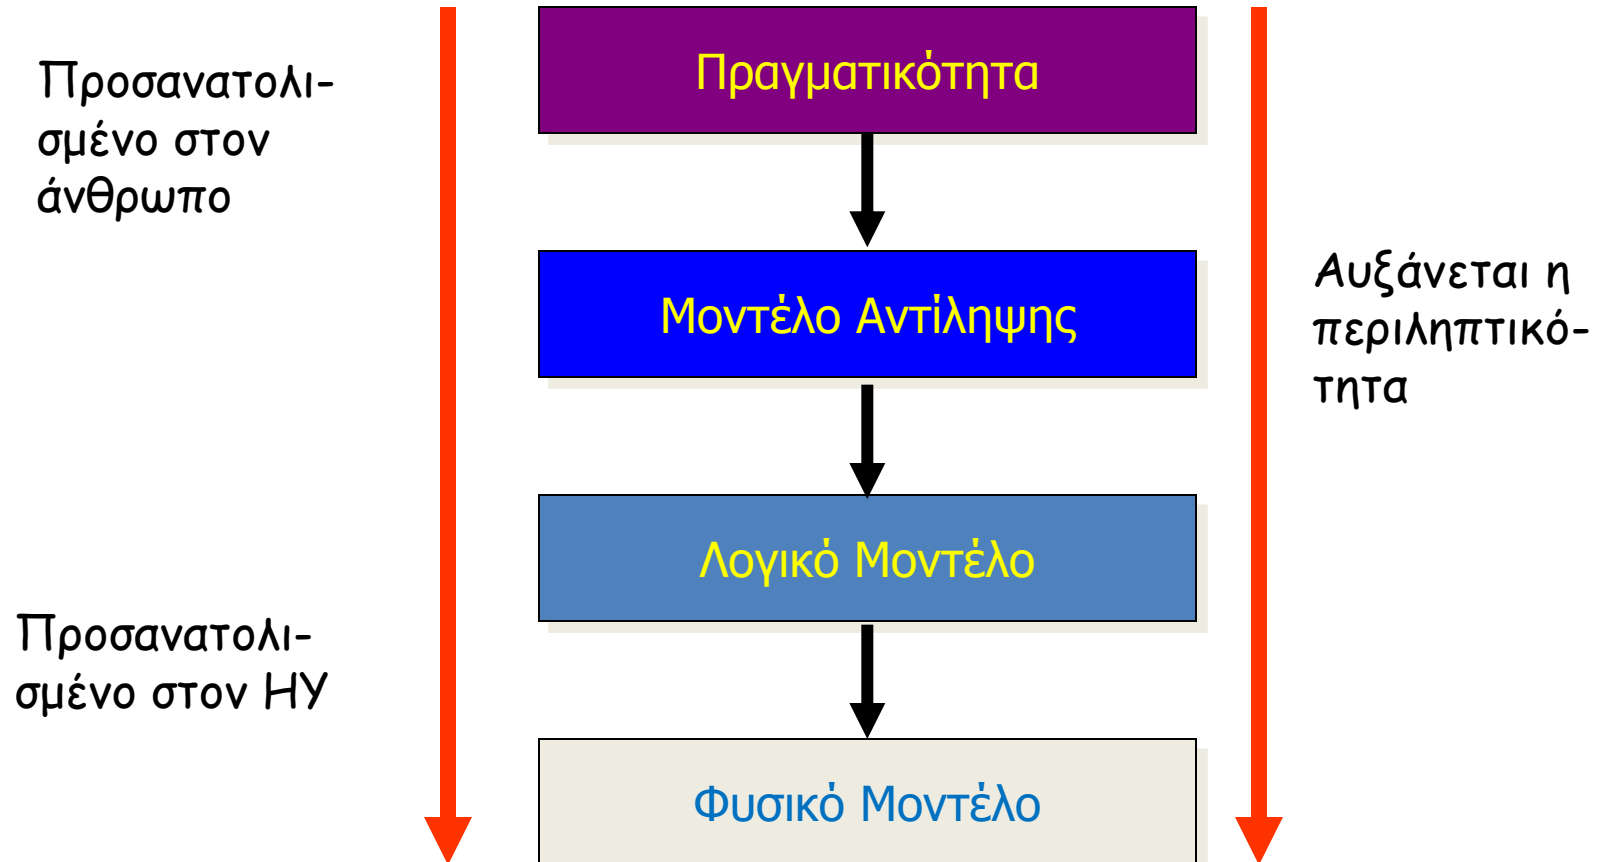 Προσανατολι-
σμένο στον
άνθρωπο
Πραγματικότητα
Μοντέλο Αντίληψης
Αυξάνεται η
περιληπτικό-
τητα
Λογικό Μοντέλο
Προσανατολι-
σμένο στον ΗΥ
Φυσικό Μοντέλο